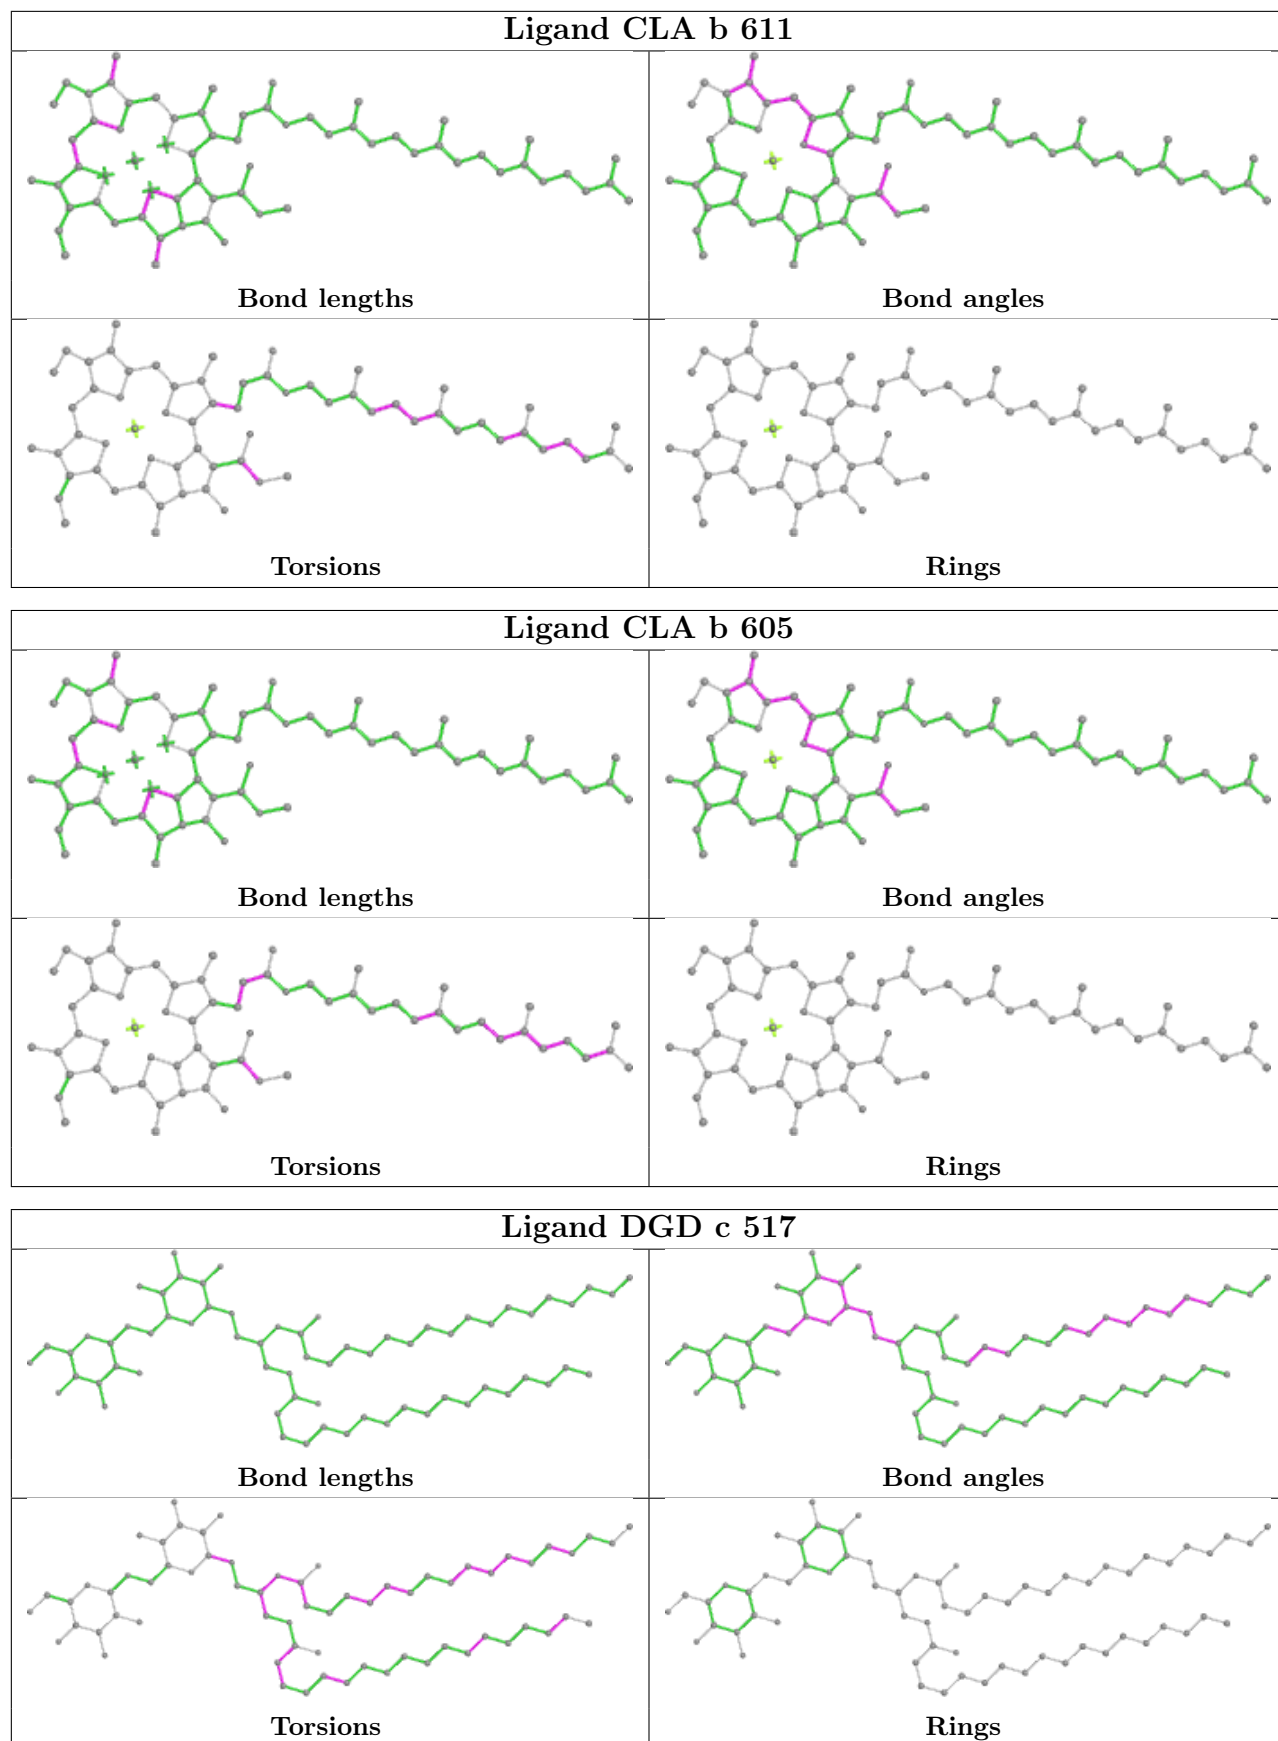 Ligand CLA b 611
Bond lengths
Bond angles
Torsions
Rings
Ligand CLA b 605
Bond lengths
Bond angles
Torsions
Rings
Ligand DGD c 517
Bond lengths
Bond angles
Torsions
Rings